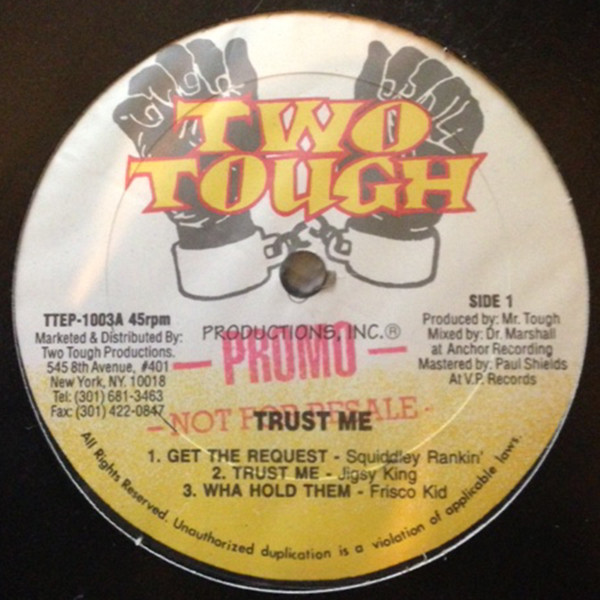 TWO
TOUGH
PRODUCTIONS, INC.®
TTEP-1003A 45rpm
Marketed & Distributed By:
Two Tough Productions.
545 8th Avenue, #401
New York, NY. 10018
Tel: (301) 681-3463
Fax: (301) 422-0847
SIDE 1
Produced by: Mr. Tough
Mixed by: Dr. Marshall
at Anchor Recording
Mastered by: Paul Shields
At V.P. Records
- PROMO -
- NOT FOR RESALE -
TRUST ME
1. GET THE REQUEST - Squiddley Rankin'
2. TRUST ME - Jigsy King
3. WHA HOLD THEM - Frisco Kid
All Rights Reserved. Unauthorized duplication is a violation of applicable laws.